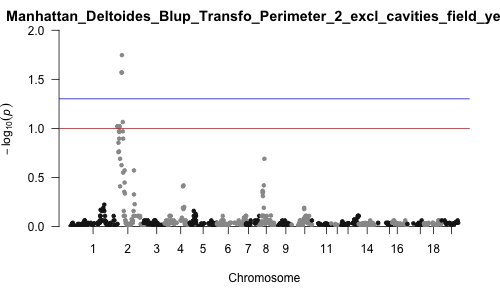 Manhattan_Deltoides_Blup_Transfo_Perimeter_2_excl_cavities_field_ye
2.0
1.5
1.0
0.5
0.0
− log10(p)
1 2 3 4 5 6 7 8 9 11 14 16 18
Chromosome